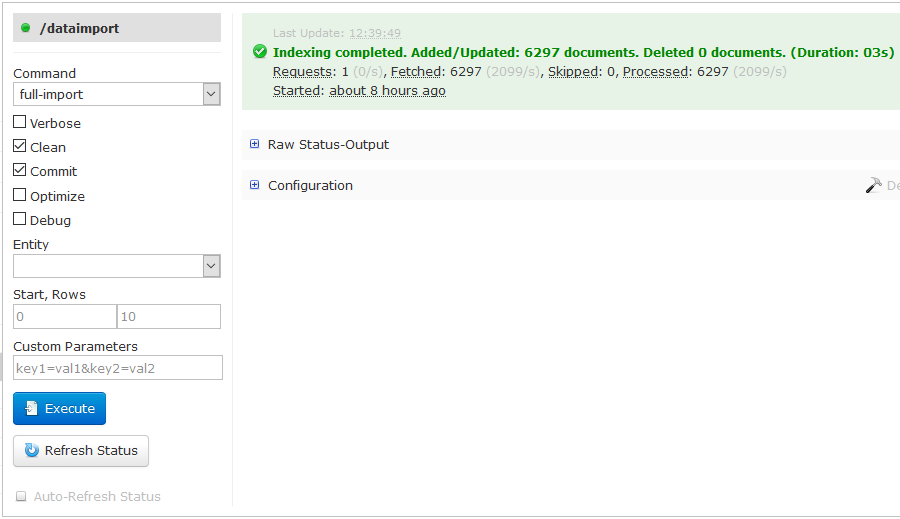 /dataimport
Command
full-import
Verbose
Clean
Commit
Optimize
Debug
Entity
Start, Rows
0 10
Custom Parameters
key1=val1&key2=val2
Execute
Refresh Status
Auto-Refresh Status
Last Update: 12:39:49
Indexing completed. Added/Updated: 6297 documents. Deleted 0 documents. (Duration: 03s)
Requests: 1 (0/s), Fetched: 6297 (2099/s), Skipped: 0, Processed: 6297 (2099/s)
Started: about 8 hours ago
Raw Status-Output
Configuration
De